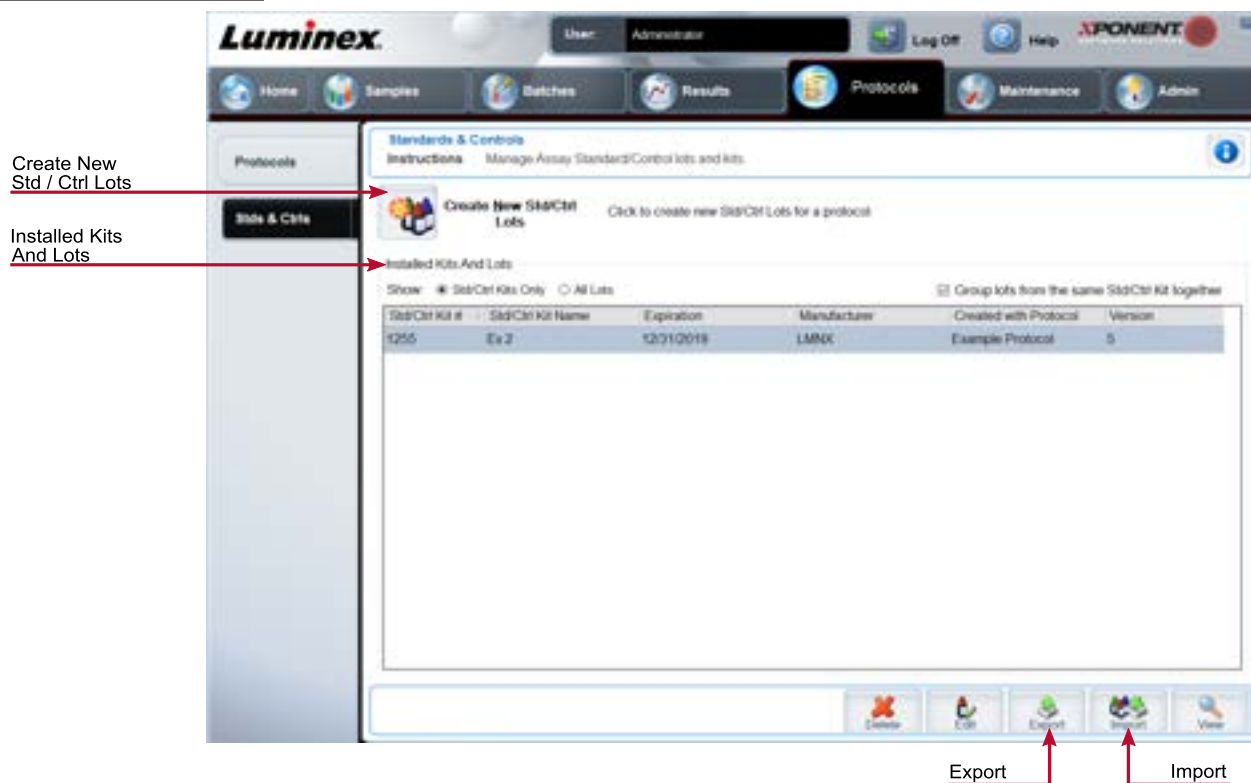 Luminex
User: Administrator
Log Off
Help
XPONENT
Home
Samples
Batches
Results
Protocols
Maintenance
Admin
Protocols
Stds & Ctrls
Standards & Controls
Instructions Manage Assay Standard/Control lots and kits.
Create New
Std / Ctrl Lots
Create New Std/Ctrl
Lots
Click to create new Std/Ctrl Lots for a protocol
Installed Kits
And Lots
Installed Kits And Lots
Show: Std/Ctrl Kits Only All Lots
Group lots from the same Std/Ctrl Kit together
Std/Ctrl Kit # Std/Ctrl Kit Name Expiration Manufacturer Created with Protocol Version
1255 Ex 2 12/31/2019 LMNX Example Protocol 5
Delete
Edit
Export
Import
View
Export
Import